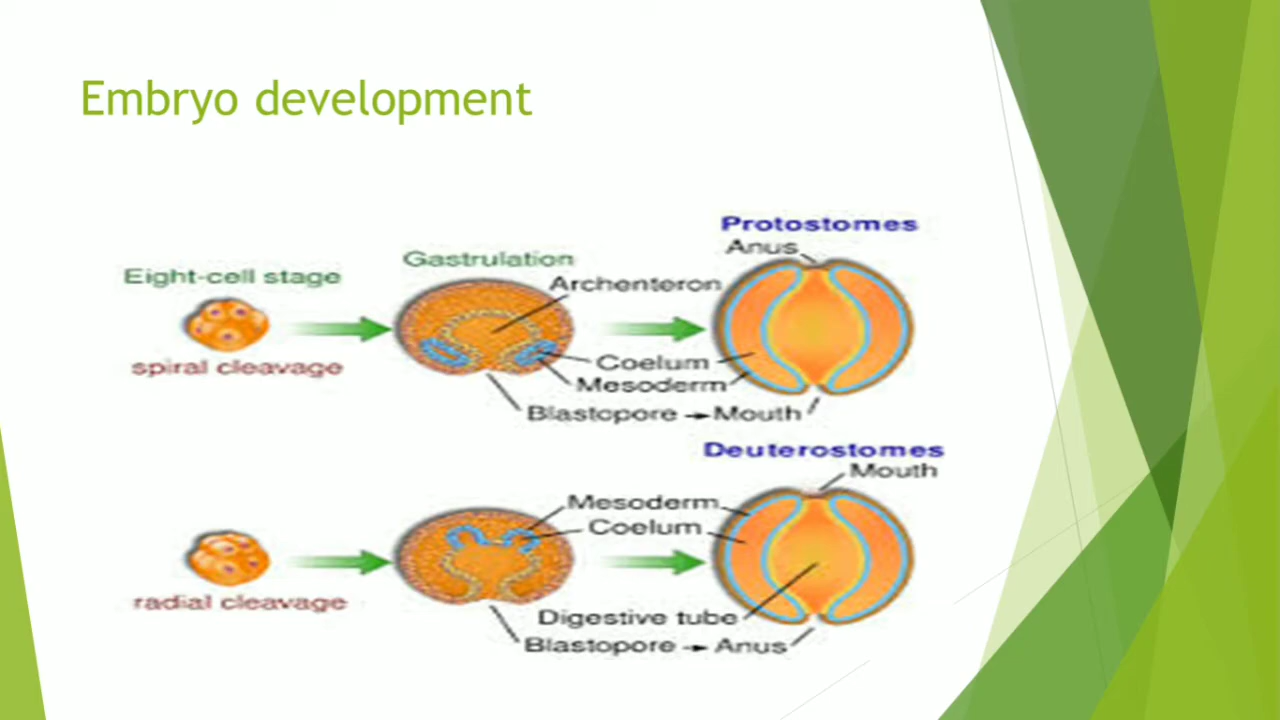 Embryo development
Protostomes
Anus
Gastrulation
Eight-cell stage
Archenteron
spiral cleavage
Coelum
Mesoderm
Blastopore → Mouth
Deuterostomes
Mouth
Mesoderm
Coelum
radial cleavage
Digestive tube
Blastopore → Anus